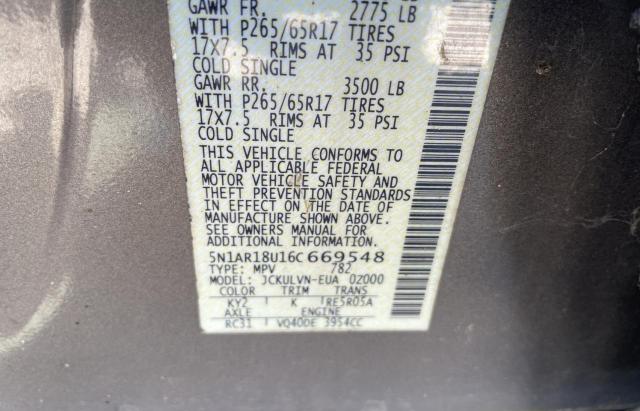 GAWR FR. 2775 LB
WITH P265/65R17 TIRES
17X7.5 RIMS AT 35 PSI
COLD SINGLE
GAWR RR. 3500 LB
WITH P265/65R17 TIRES
17X7.5 RIMS AT 35 PSI
COLD SINGLE
THIS VEHICLE CONFORMS TO
ALL APPLICABLE FEDERAL
MOTOR VEHICLE SAFETY AND
THEFT PREVENTION STANDARDS
IN EFFECT ON THE DATE OF
MANUFACTURE SHOWN ABOVE.
SEE OWNERS MANUAL FOR
ADDITIONAL INFORMATION.
5N1AR18U16C669548
TYPE: MPV 782
MODEL: JCKULVN-EUA 02000
COLOR TRIM TRANS
KY2 K RE5R05A
AXLE ENGINE
RC31 VQ40DE 3954CC